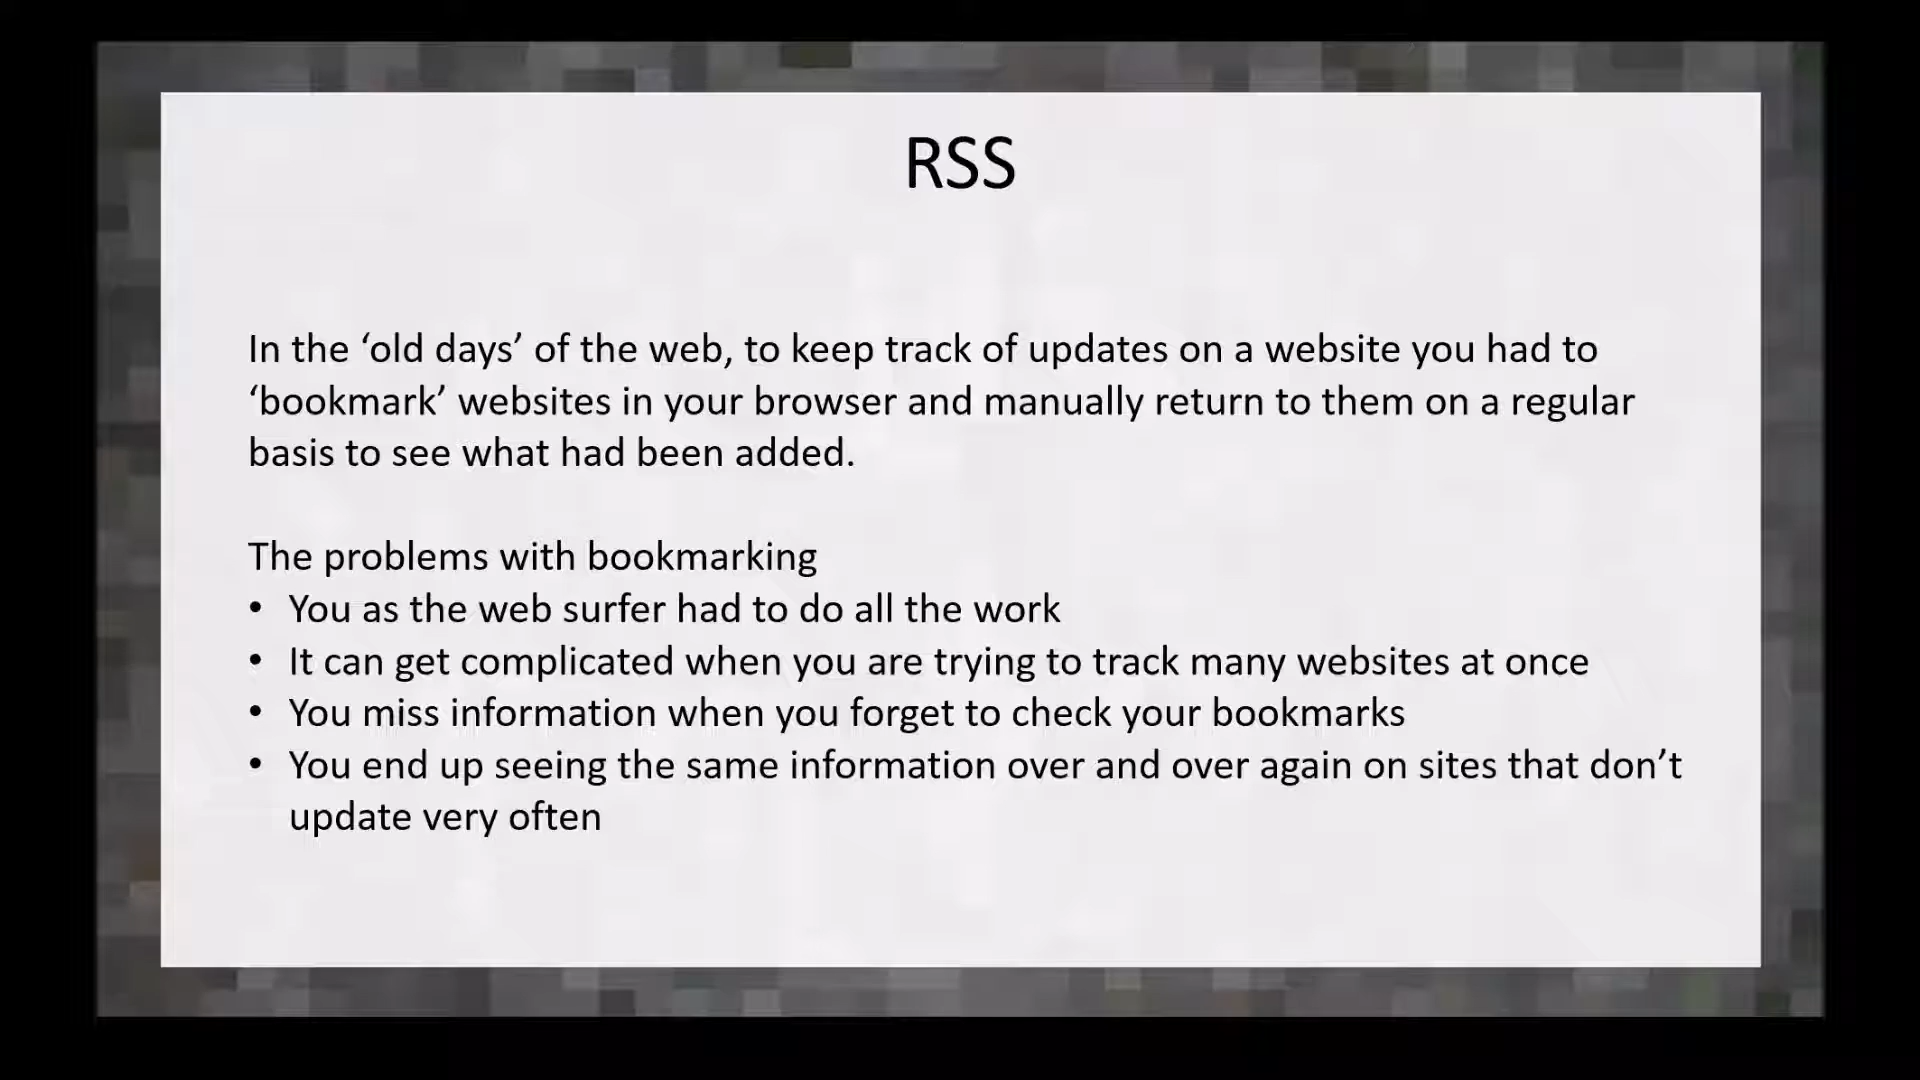 RSS
In the ‘old days’ of the web, to keep track of updates on a website you had to
‘bookmark’ websites in your browser and manually return to them on a regular
basis to see what had been added.
The problems with bookmarking
• You as the web surfer had to do all the work
• It can get complicated when you are trying to track many websites at once
• You miss information when you forget to check your bookmarks
• You end up seeing the same information over and over again on sites that don’t
update very often